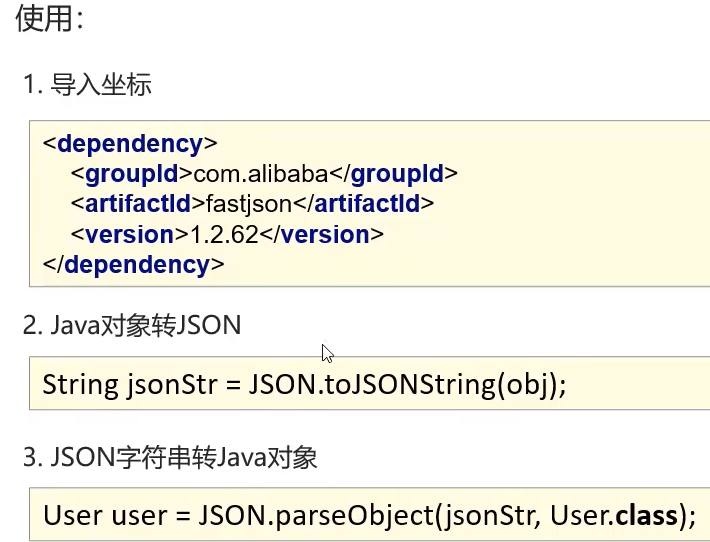 使用：
1. 导入坐标
<dependency>
<groupId>com.alibaba</groupId>
<artifactId>fastjson</artifactId>
<version>1.2.62</version>
</dependency>
2. Java对象转JSON
String jsonStr = JSON.toJSONString(obj);
3. JSON字符串转Java对象
User user = JSON.parseObject(jsonStr, User.class);